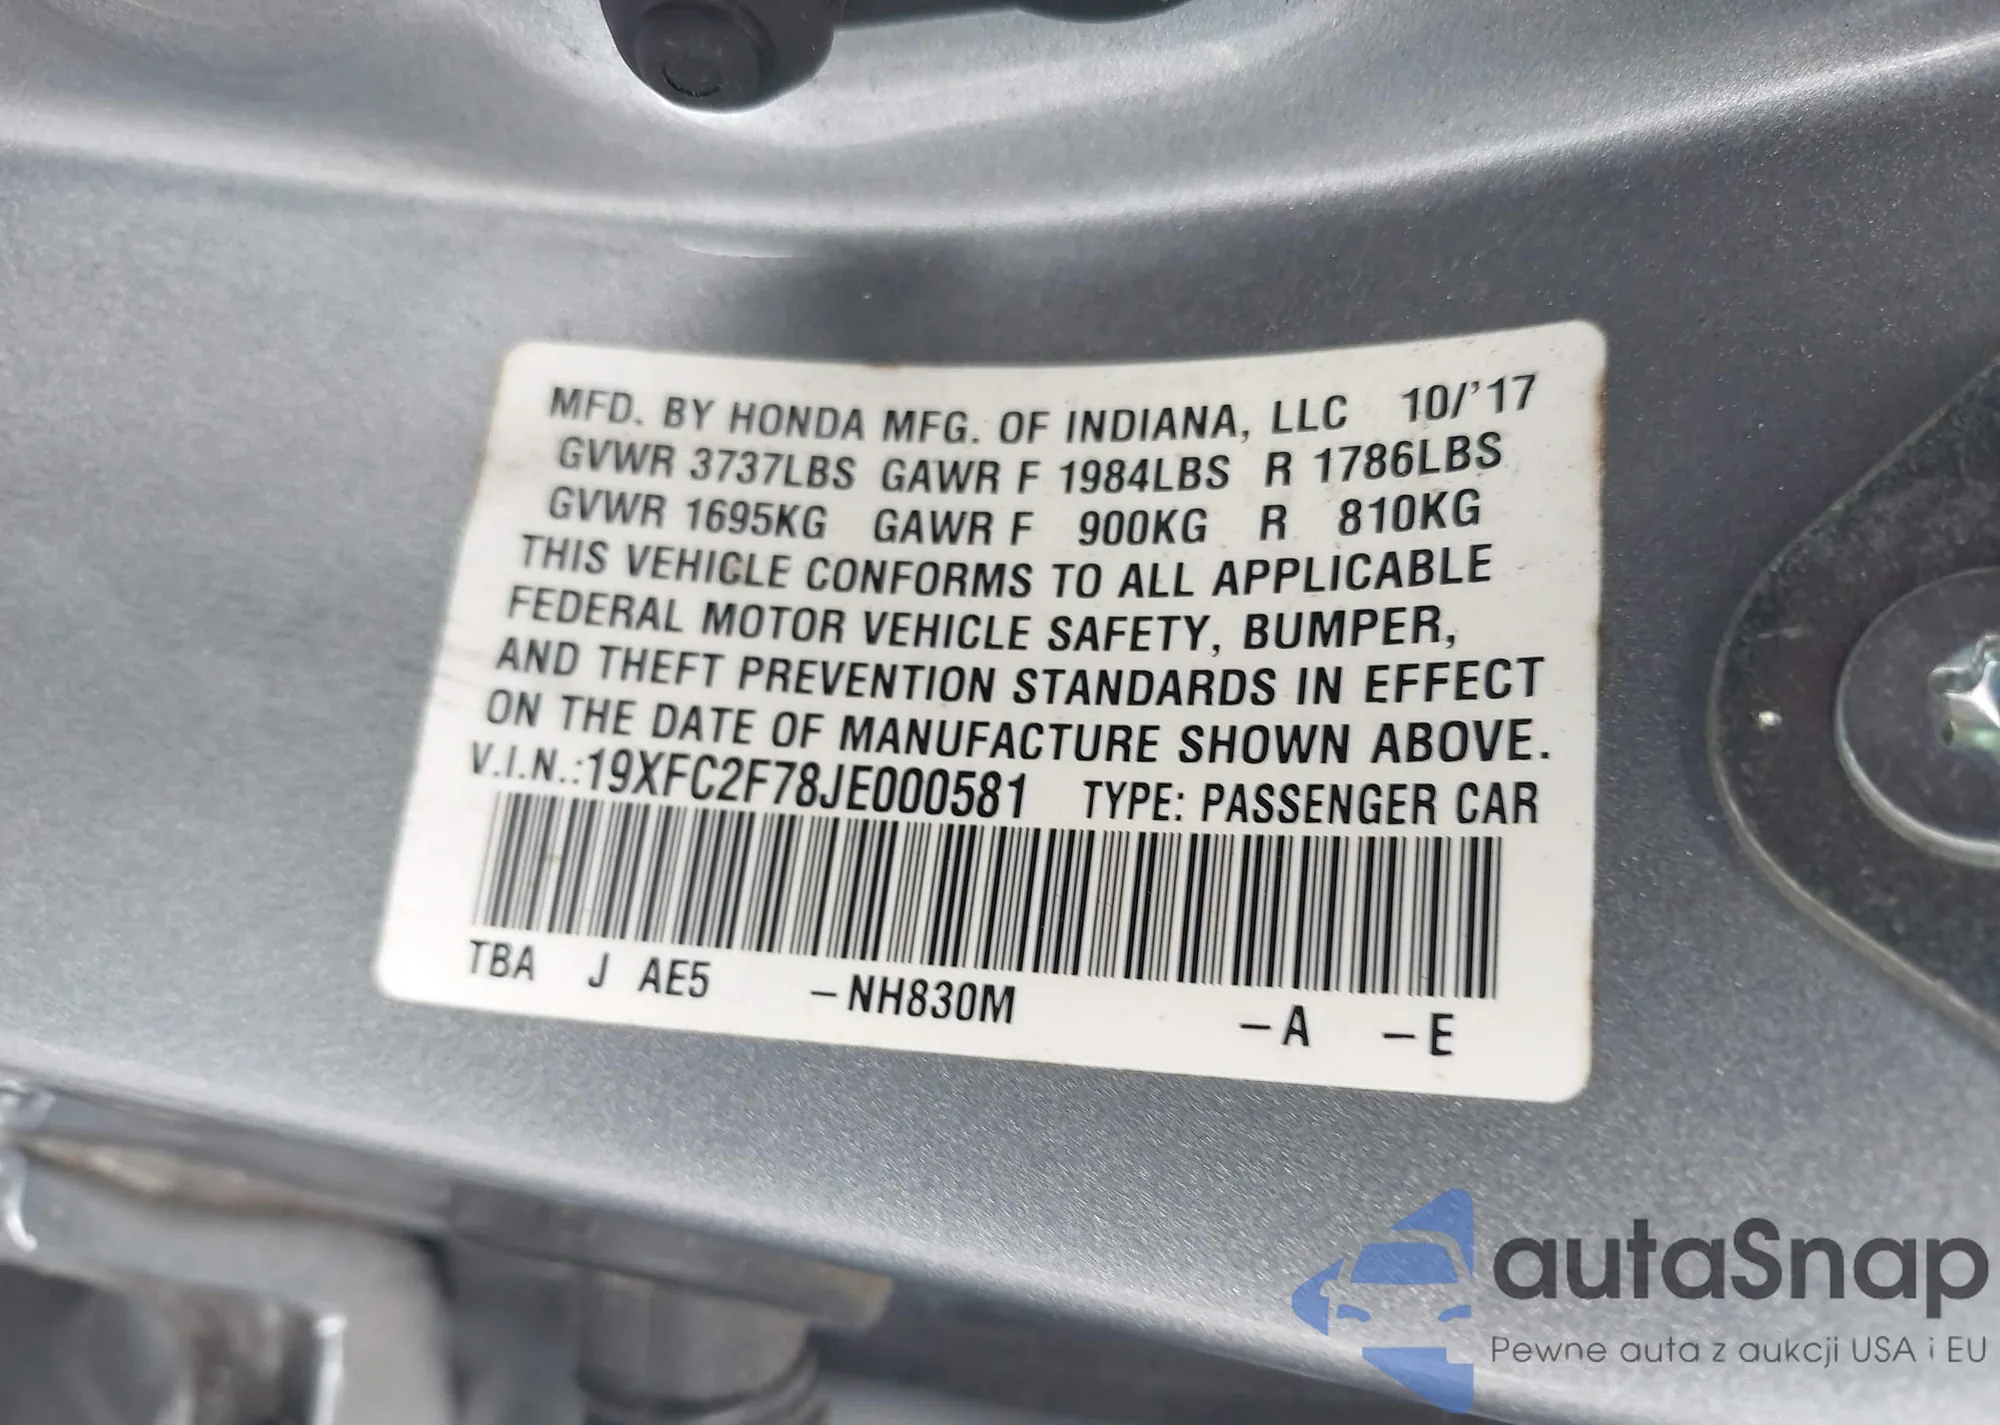 MFD. BY HONDA MFG. OF INDIANA, LLC 10/'17
GVWR 3737LBS GAWR F 1984LBS R 1786LBS
GVWR 1695KG GAWR F 900KG R 810KG
THIS VEHICLE CONFORMS TO ALL APPLICABLE
FEDERAL MOTOR VEHICLE SAFETY, BUMPER,
AND THEFT PREVENTION STANDARDS IN EFFECT
ON THE DATE OF MANUFACTURE SHOWN ABOVE.
V.I.N.:19XFC2F78JE000581 TYPE: PASSENGER CAR
TBA J AE5 –NH830M –A –E
autaSnap
Pewne auta z aukcji USA i EU